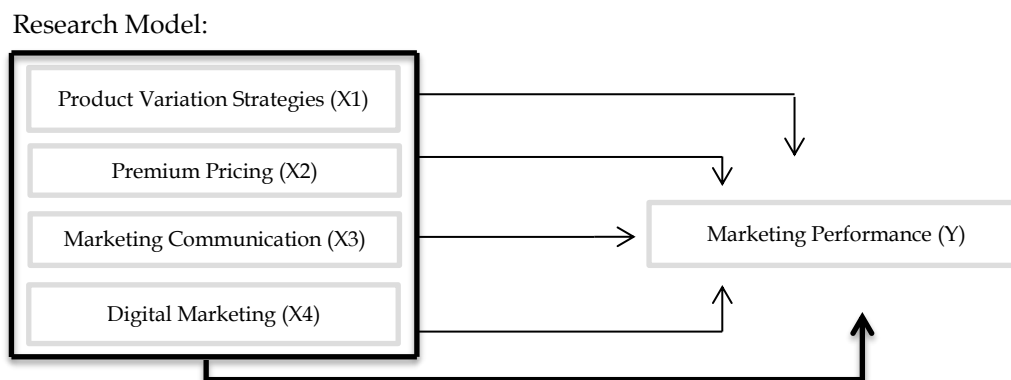 Research Model:
Product Variation Strategies (X1)
Premium Pricing (X2)
Marketing Communication (X3)
Marketing Performance (Y)
Digital Marketing (X4)